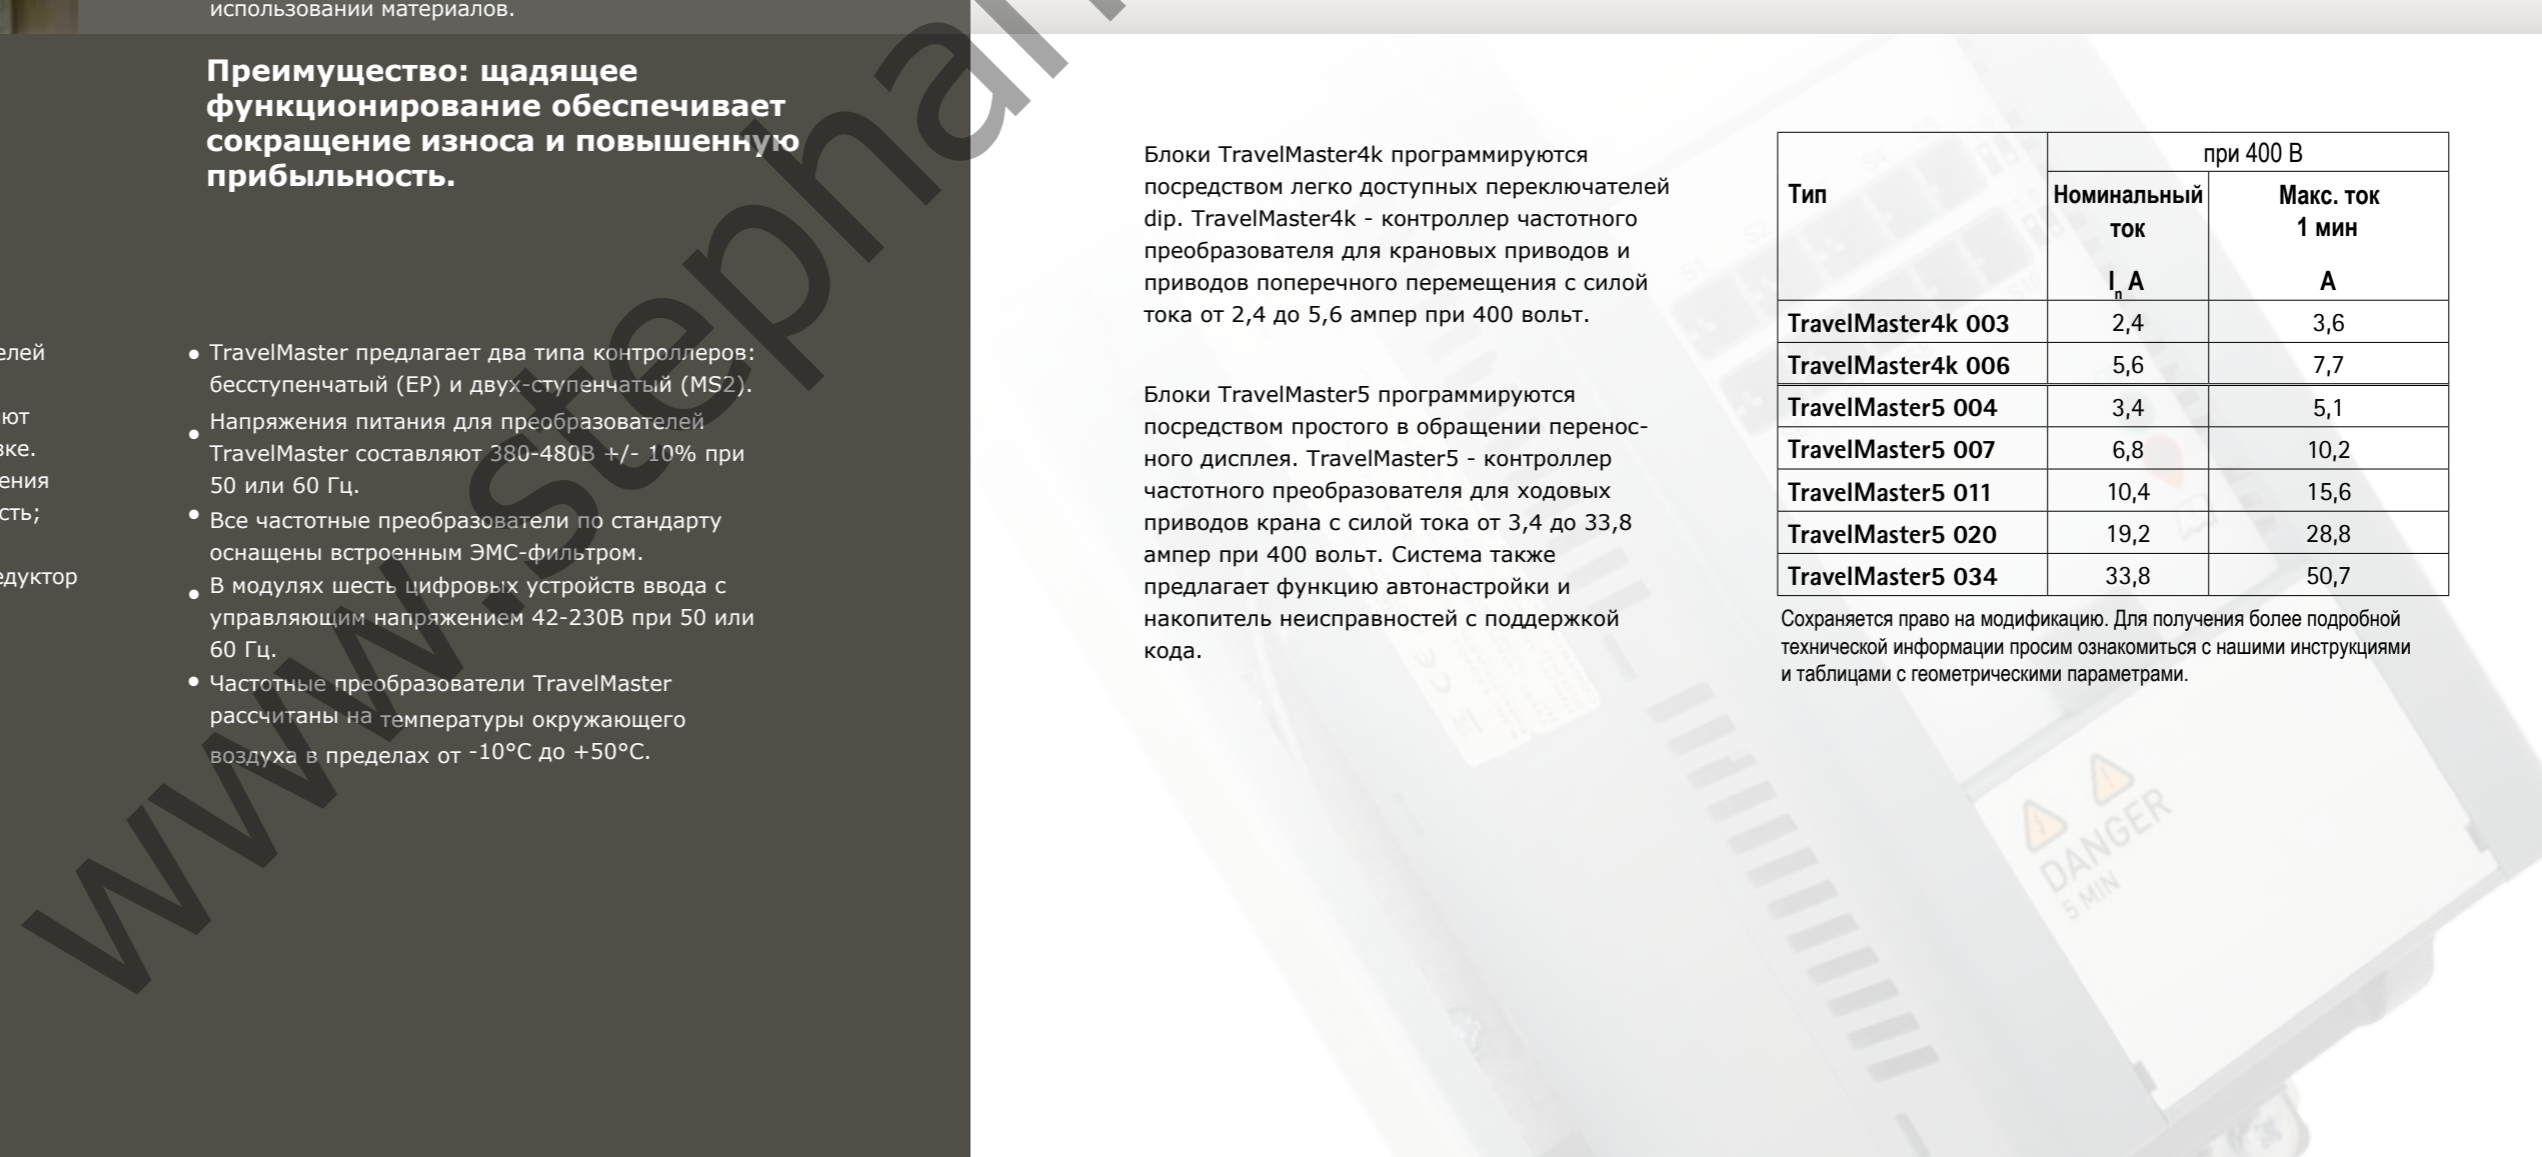 использовании материалов.
Преимущество: щадящее
функционирование обеспечивает
сокращение износа и повышенную
прибыльность.
елей
ют
вке.
ения
сть;
едуктор
• TravelMaster предлагает два типа контроллеров:
бесступенчатый (EP) и двух-ступенчатый (MS2).
• Напряжения питания для преобразователей
TravelMaster составляют 380-480В +/- 10% при
50 или 60 Гц.
• Все частотные преобразователи по стандарту
оснащены встроенным ЭМС-фильтром.
• В модулях шесть цифровых устройств ввода с
управляющим напряжением 42-230В при 50 или
60 Гц.
• Частотные преобразователи TravelMaster
рассчитаны на температуры окружающего
воздуха в пределах от -10°C до +50°C.
Блоки TravelMaster4k программируются
посредством легко доступных переключателей
dip. TravelMaster4k - контроллер частотного
преобразователя для крановых приводов и
приводов поперечного перемещения с силой
тока от 2,4 до 5,6 ампер при 400 вольт.
Блоки TravelMaster5 программируются
посредством простого в обращении перенос-
ного дисплея. TravelMaster5 - контроллер
частотного преобразователя для ходовых
приводов крана с силой тока от 3,4 до 33,8
ампер при 400 вольт. Система также
предлагает функцию автонастройки и
накопитель неисправностей с поддержкой
кода.
при 400 В
Тип Номинальный Макс. ток
ток 1 мин
In A A
TravelMaster4k 003 2,4 3,6
TravelMaster4k 006 5,6 7,7
TravelMaster5 004 3,4 5,1
TravelMaster5 007 6,8 10,2
TravelMaster5 011 10,4 15,6
TravelMaster5 020 19,2 28,8
TravelMaster5 034 33,8 50,7
Сохраняется право на модификацию. Для получения более подробной
технической информации просим ознакомиться с нашими инструкциями
и таблицами с геометрическими параметрами.
DANGER
5 MIN
www.stephan